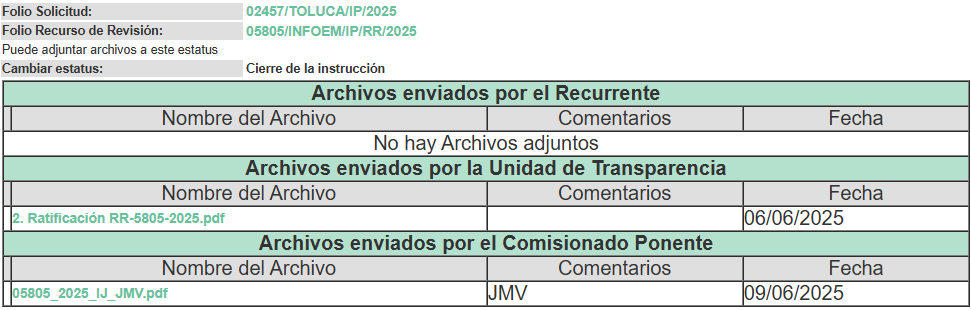 Folio Solicitud: 02457/TOLUCA/IP/2025
Folio Recurso de Revisión: 05805/INFOEM/IP/RR/2025
Puede adjuntar archivos a este estatus
Cambiar estatus: Cierre de la instrucción
Archivos enviados por el Recurrente
Nombre del Archivo Comentarios Fecha
No hay Archivos adjuntos
Archivos enviados por la Unidad de Transparencia
Nombre del Archivo Comentarios Fecha
2. Ratificación RR-5805-2025.pdf 06/06/2025
Archivos enviados por el Comisionado Ponente
Nombre del Archivo Comentarios Fecha
05805_2025_IJ_JMV.pdf JMV 09/06/2025